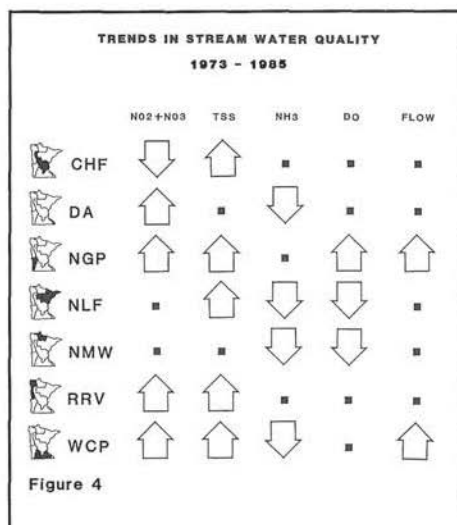 TRENDS IN STREAM WATER QUALITY
1973 - 1985
NO2+NO3 TSS NH3 DO FLOW
CHF
DA
NGP
NLF
NMW
RRV
WCP
Figure 4